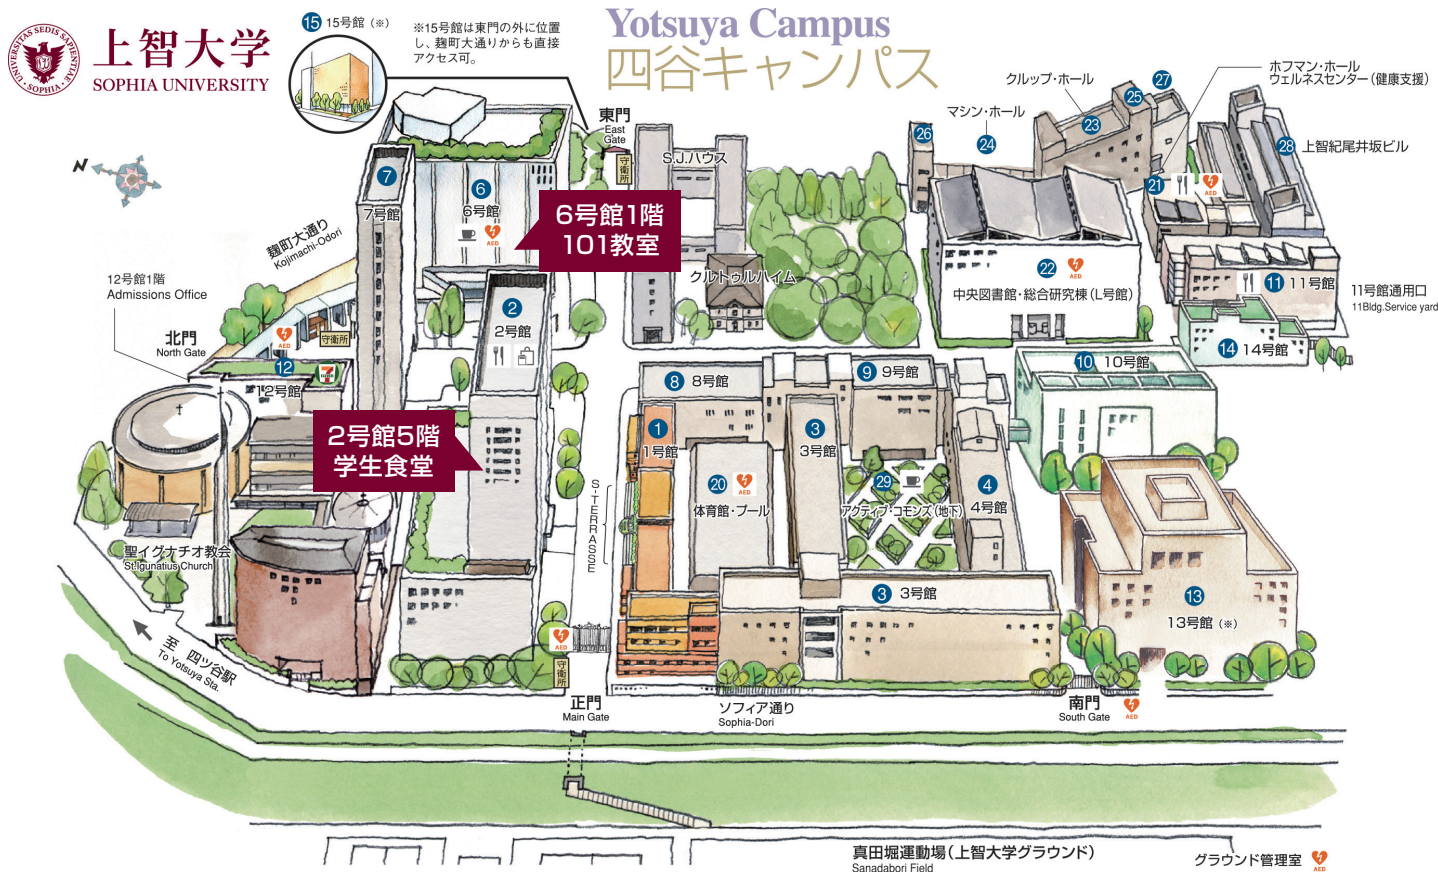 上智大学
SOPHIA UNIVERSITY
UNIVERSITAS SEDIS SAPIENTIAE
SOPHIA
15 15号館（※）
※15号館は東門の外に位置
し、麹町大通りからも直接
アクセス可。
Yotsuya Campus
四谷キャンパス
ホフマン・ホール
ウェルネスセンター（健康支援）
クルップ・ホール
マシン・ホール
27
25
23
26
24
28 上智紀尾井坂ビル
21
AED
東門
East
Gate
守衛所
S.J.ハウス
N
7
7号館
6
6号館
AED
6号館1階
101教室
麹町大通り
Kojimachi-Odori
クルトゥルハイム
22
AED
中央図書館・総合研究棟（L号館）
11 11号館
11号館通用口
11Bldg.Service yard
12号館1階
Admissions Office
北門
North Gate
AED
守衛所
2
2号館
14 14号館
12
12号館
8 8号館
9 9号館
10 10号館
2号館5階
学生食堂
1
1号館
3
3号館
20
AED
体育館・プール
29
アクティブ・コモンズ（地下）
4
4号館
S-TERRASSE
聖イグナチオ教会
St.Ignatius Church
3 3号館
13
13号館（※）
至 四ツ谷駅
To Yotsuya Sta.
AED
守衛所
正門
Main Gate
ソフィア通り
Sophia-Dori
南門
South Gate
AED
真田堀運動場（上智大学グラウンド）
Sanadabori Field
グラウンド管理室
AED